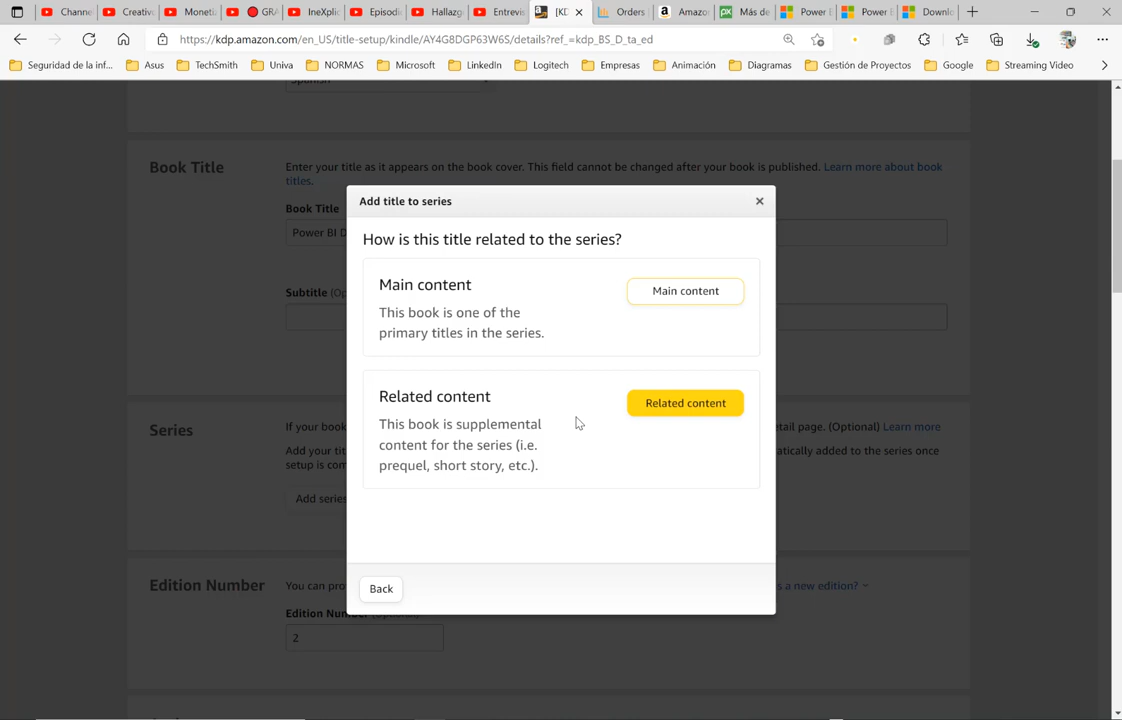 Channe
Creativ
Moneti
GRA
IneXplic
Episodi
Hallazg
Entrevis
[KD
Orders
Amazo
Más de
Power B
Power B
Downlo
https://kdp.amazon.com/en_US/title-setup/kindle/AY4G8DGP63W6S/details?ref_=kdp_BS_D_ta_ed
Seguridad de la inf...
Asus
TechSmith
Univa
NORMAS
Microsoft
LinkedIn
Logitech
Empresas
Animación
Diagramas
Gestión de Proyectos
Google
Streaming Video
Spanish
Book Title
Enter your title as it appears on the book cover. This field cannot be changed after your book is published. Learn more about book
titles.
Book Title
Power BI D
Subtitle (Op
Add title to series
How is this title related to the series?
Main content
This book is one of the
primary titles in the series.
Main content
Related content
This book is supplemental
content for the series (i.e.
prequel, short story, etc.).
Related content
Back
Series
If your book
etail page. (Optional) Learn more
Add your tit
atically added to the series once
setup is com
Add series
Edition Number
You can pro
s a new edition?
Edition Number (Optional)
2